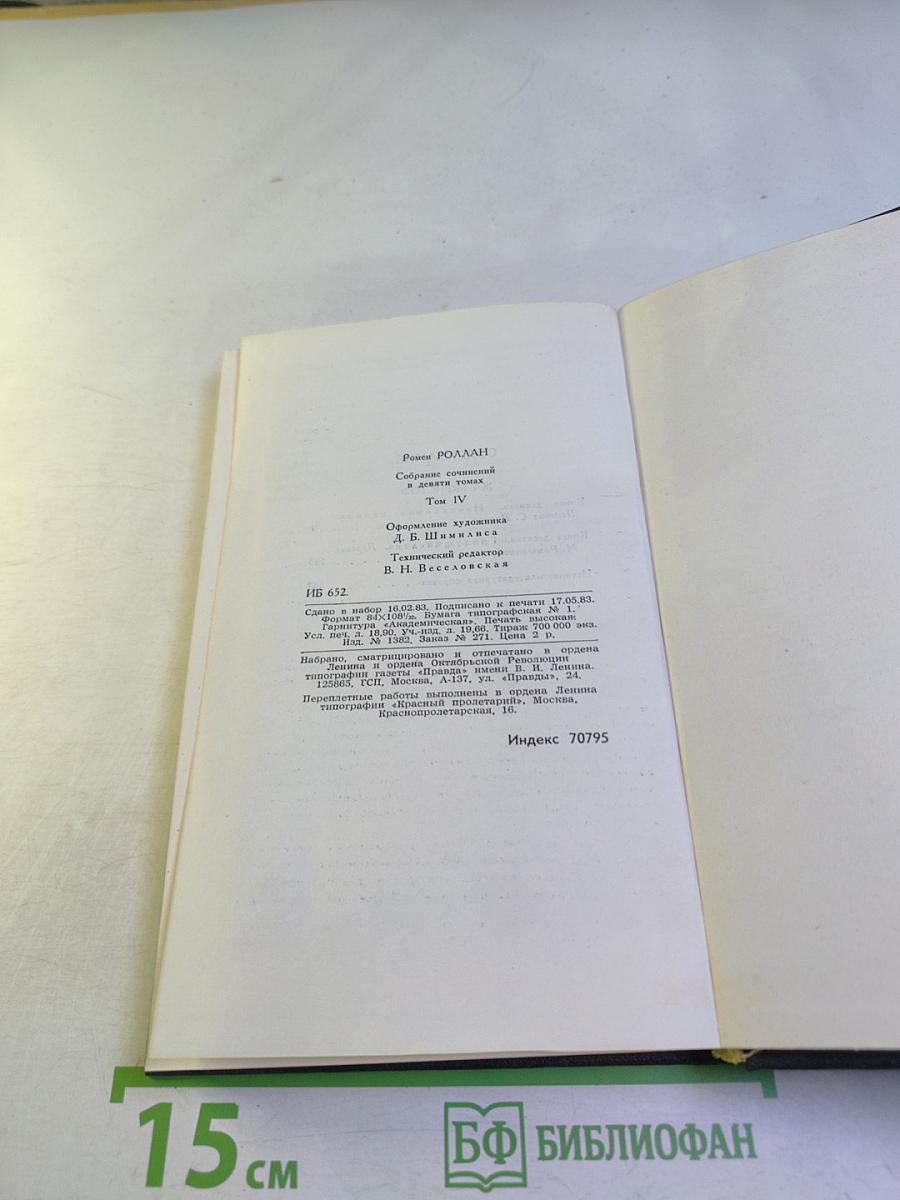 Ромен РОЛЛАН
Собрание сочинений
в девяти томах
Том IV
Оформление художника
Д. Б. Шимилиса
Технический редактор
В. Н. Веселовская
ИБ 652.
Сдано в набор 16.02.83. Подписано к печати 17.05.83.
Формат 84×108¹/₃₂. Бумага типографская № 1.
Гарнитура «Академическая». Печать высокая.
Усл. печ. л. 18,90. Уч.-изд. л. 19,66. Тираж 700 000 экз.
Изд. № 1382. Заказ № 271. Цена 2 р.
Набрано, сматрицировано и отпечатано в ордена
Ленина и ордена Октябрьской Революции
типографии газеты «Правда» имени В. И. Ленина.
125865, ГСП, Москва, А-137, ул. «Правды», 24.
Переплетные работы выполнены в ордена Ленина
типографии «Красный пролетарий». Москва,
Краснопролетарская, 16.
Индекс 70795
15 см
БФ БИБЛИОФАН